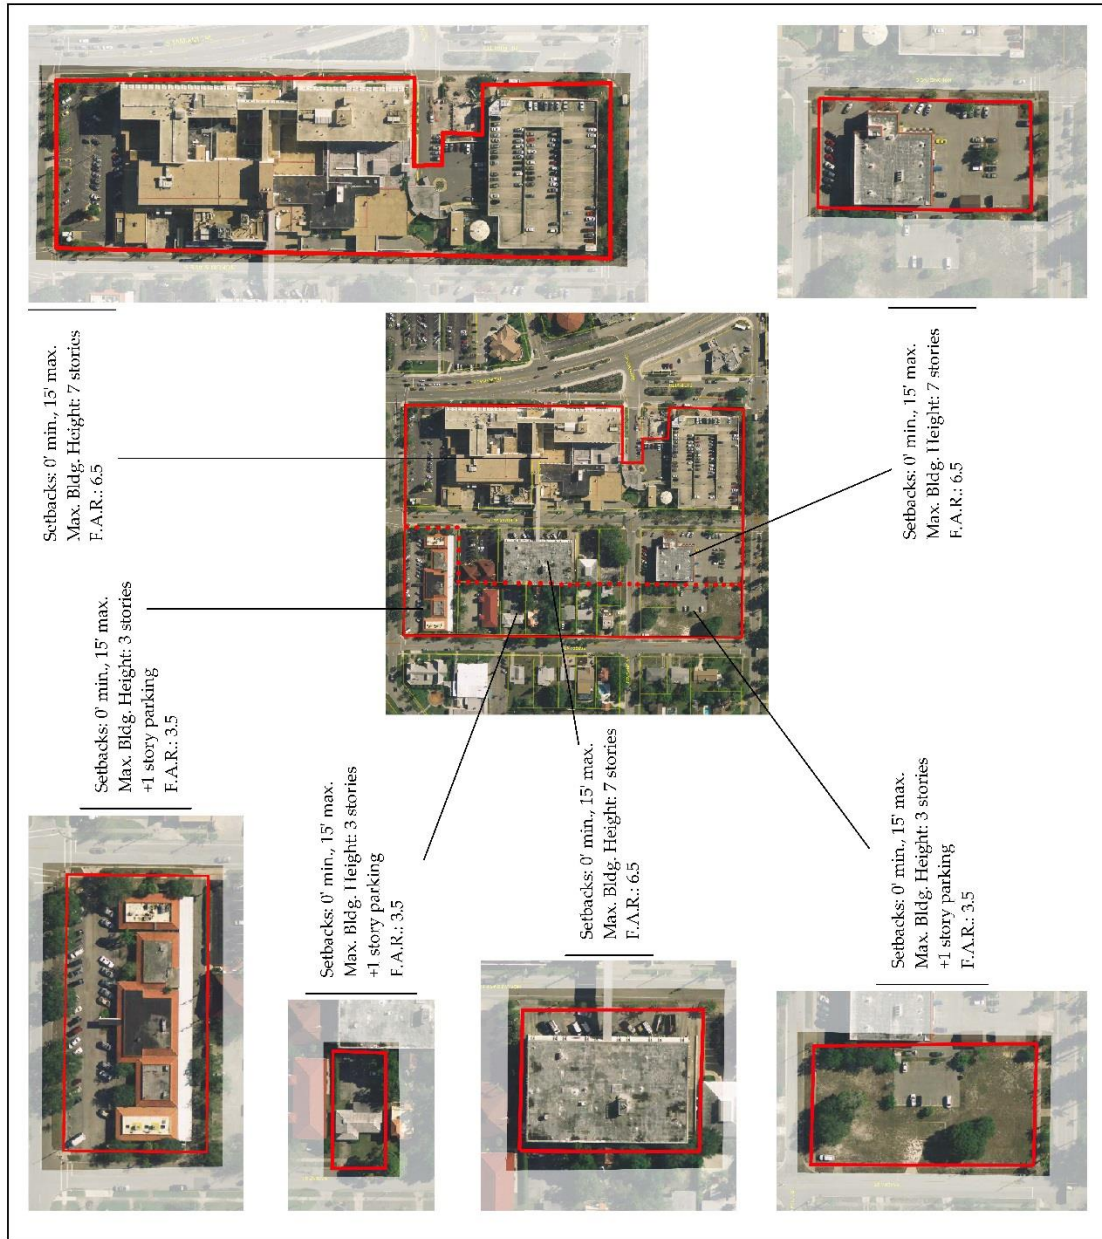 Setbacks: 0' min., 15' max.
Max. Bldg. Height: 7 stories
F.A.R.: 6.5
Setbacks: 0' min., 15' max.
Max. Bldg. Height: 7 stories
F.A.R.: 6.5
Setbacks: 0' min., 15' max.
Max. Bldg. Height: 3 stories
+1 story parking
F.A.R.: 3.5
Setbacks: 0' min., 15' max.
Max. Bldg. Height: 3 stories
+1 story parking
F.A.R.: 3.5
Setbacks: 0' min., 15' max.
Max. Bldg. Height: 7 stories
F.A.R.: 6.5
Setbacks: 0' min., 15' max.
Max. Bldg. Height: 3 stories
+1 story parking
F.A.R.: 3.5